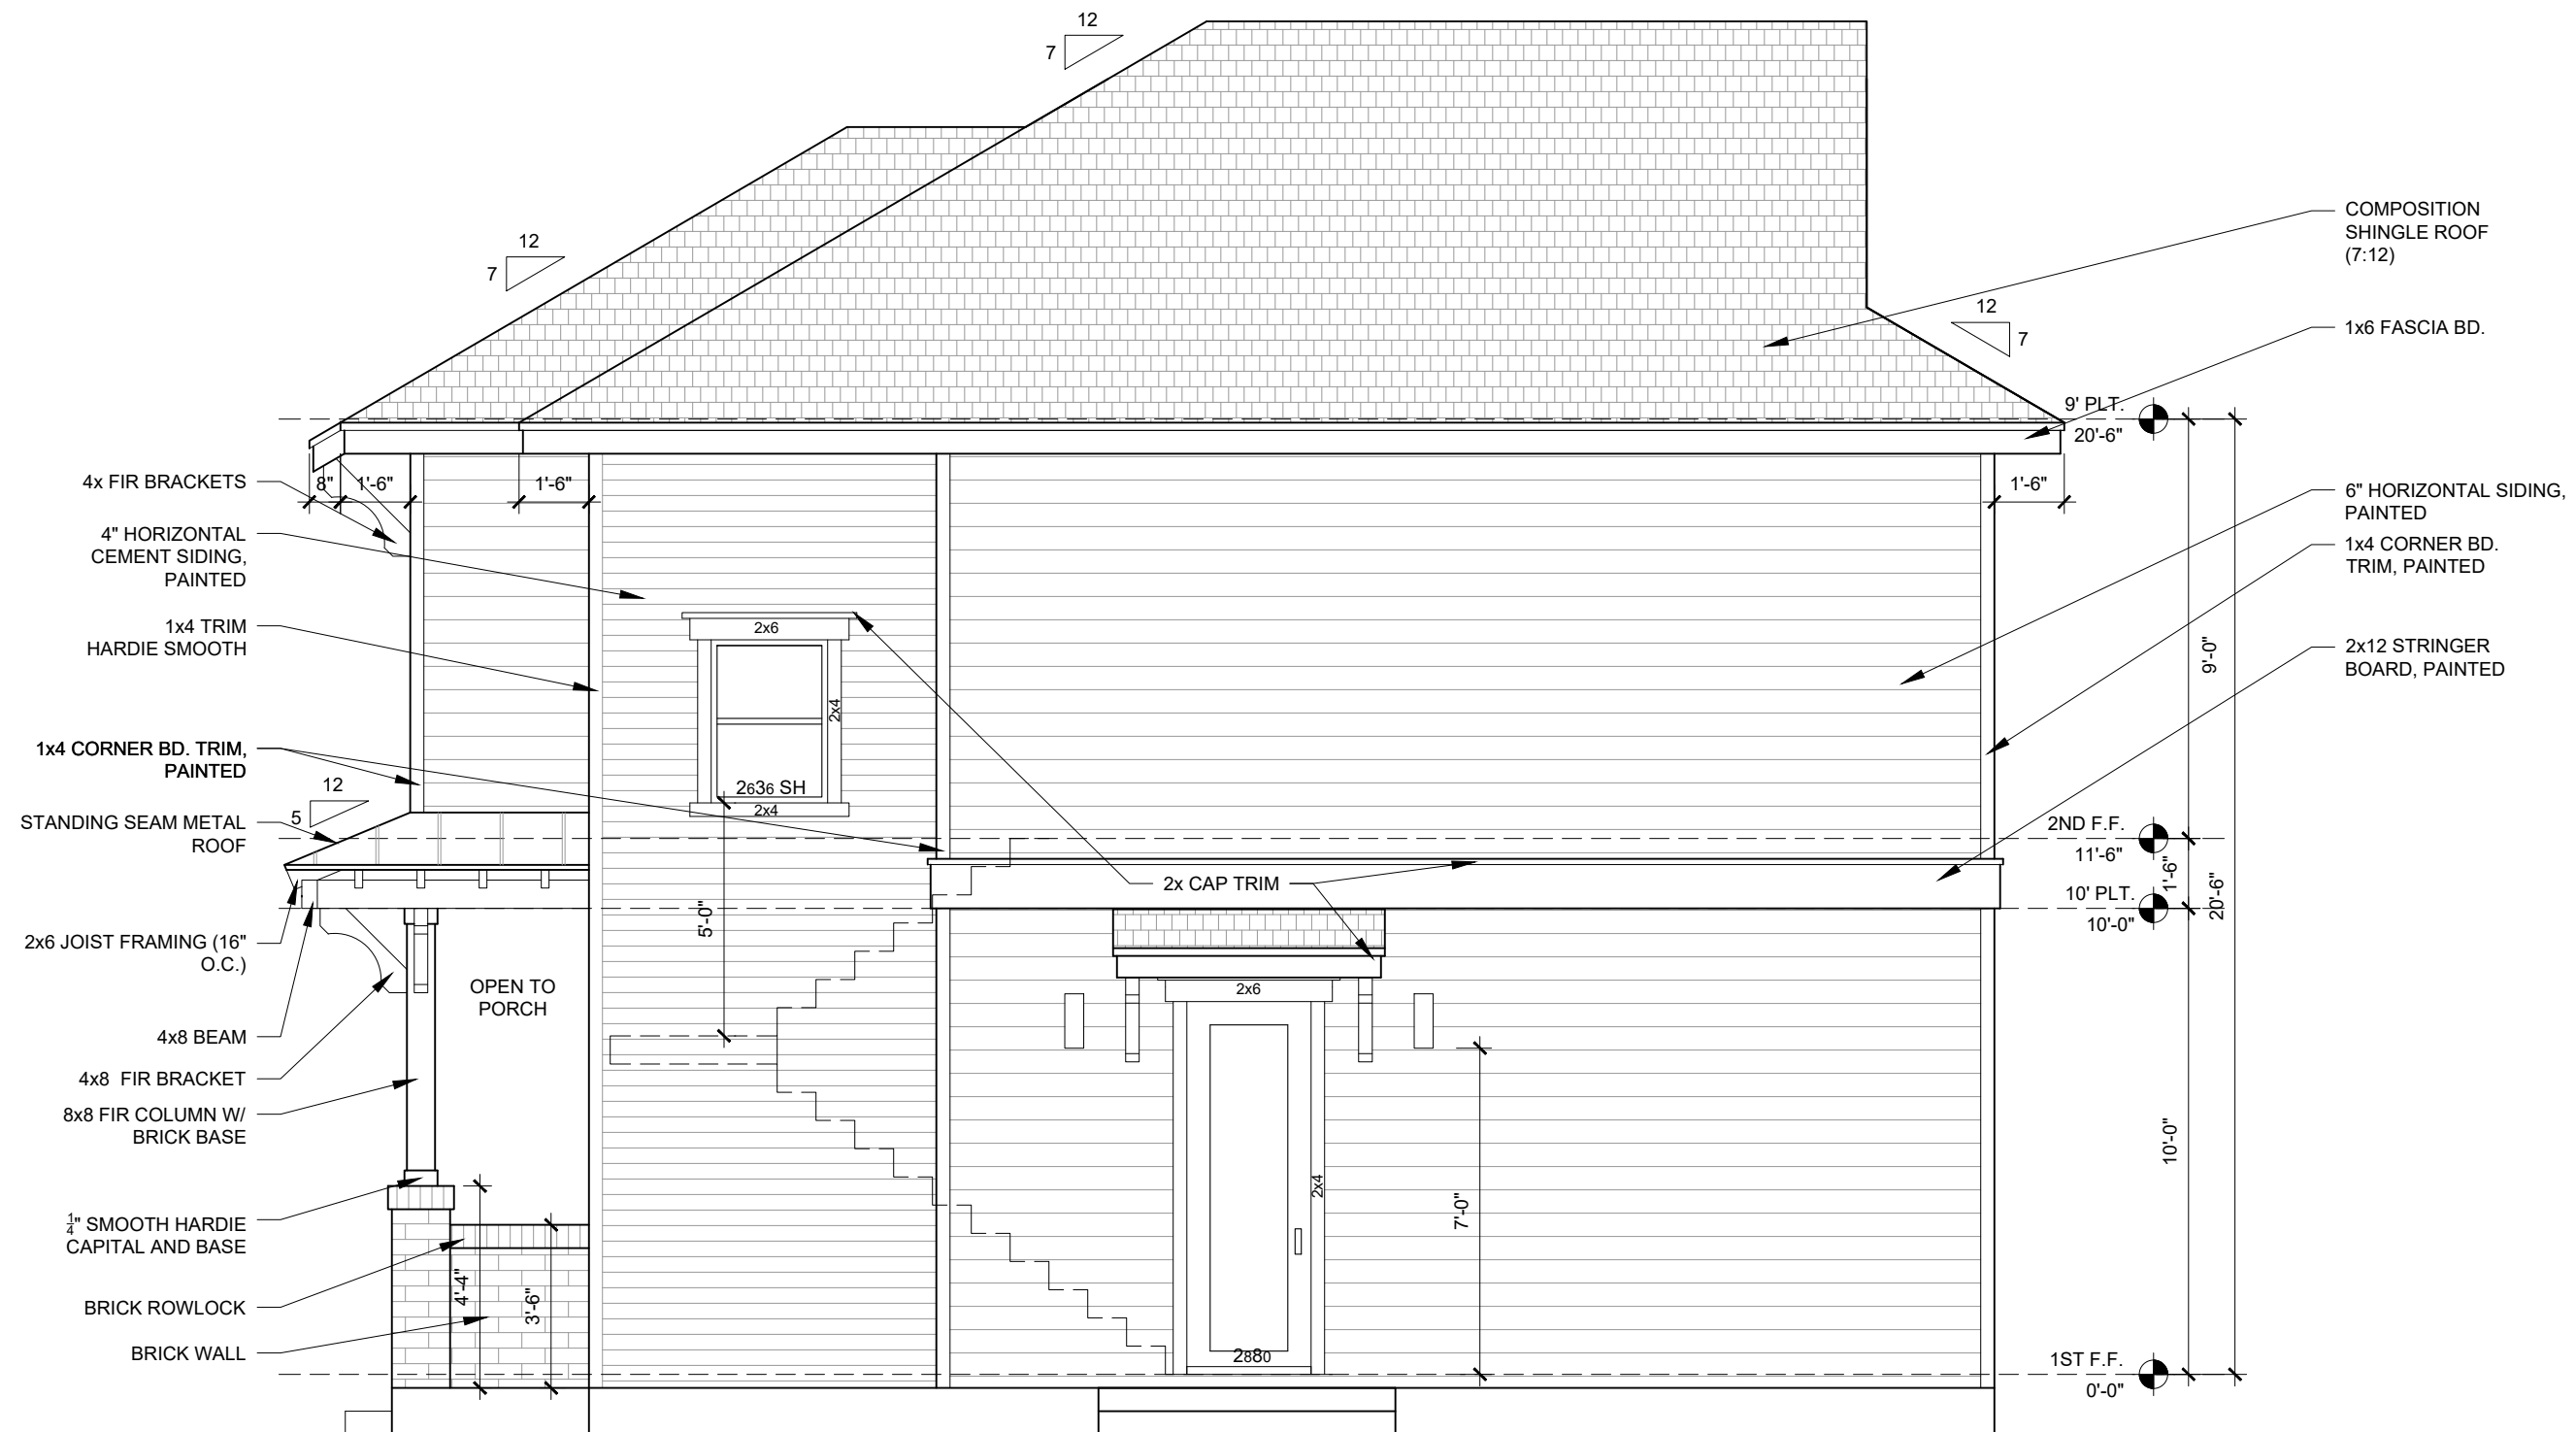 12
7
12
7
COMPOSITION
SHINGLE ROOF
(7:12)
12
7
1x6 FASCIA BD.
9' PLT.
20'-6"
4x FIR BRACKETS
8"
1'-6"
1'-6"
1'-6"
6" HORIZONTAL SIDING,
PAINTED
4" HORIZONTAL
CEMENT SIDING,
PAINTED
1x4 CORNER BD.
TRIM, PAINTED
1x4 TRIM
HARDIE SMOOTH
2x6
2x4
2636 SH
2x4
9'-0"
2x12 STRINGER
BOARD, PAINTED
1x4 CORNER BD. TRIM,
PAINTED
12
5
STANDING SEAM METAL
ROOF
2ND F.F.
11'-6"
1'-6"
2x CAP TRIM
10' PLT.
10'-0"
20'-6"
5'-0"
2x6 JOIST FRAMING (16"
O.C.)
OPEN TO
PORCH
2x6
4x8 BEAM
4x8 FIR BRACKET
8x8 FIR COLUMN W/
BRICK BASE
10'-0"
2x4
7'-0"
1/4" SMOOTH HARDIE
CAPITAL AND BASE
4'-4"
3'-6"
BRICK ROWLOCK
BRICK WALL
2880
1ST F.F.
0'-0"